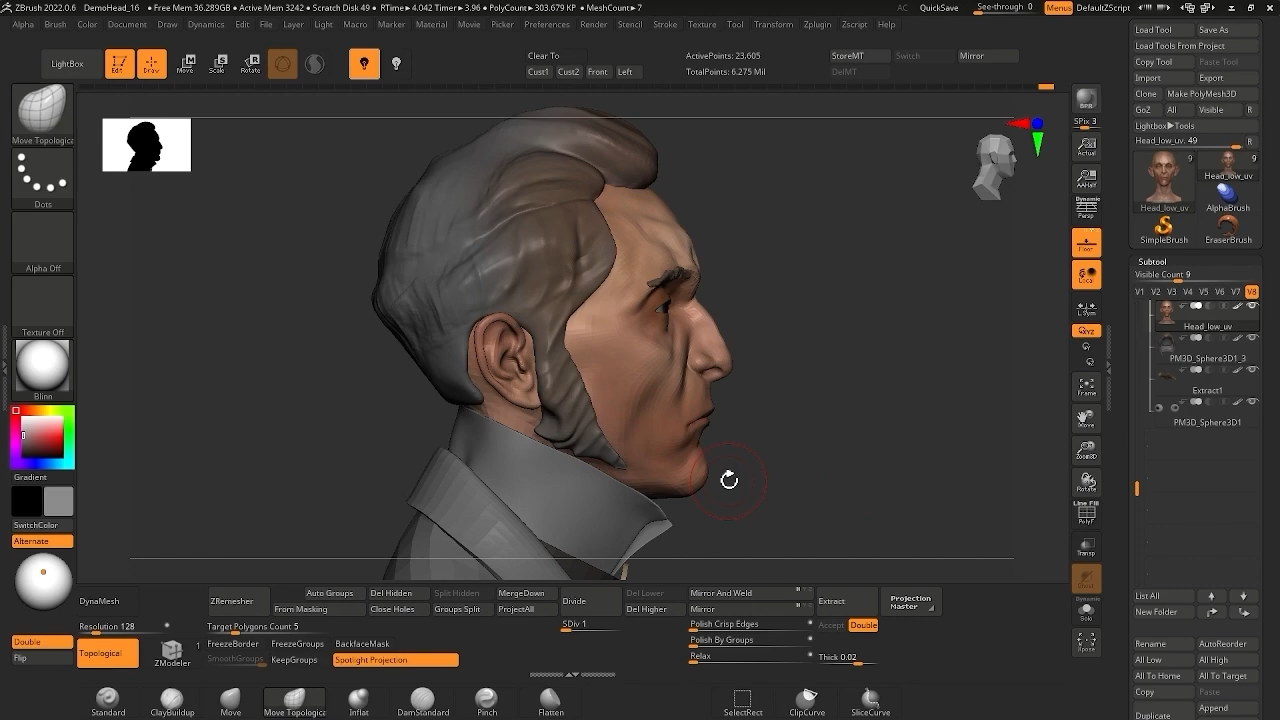 ZBrush 2022.0.6 DemoHead_16 • Free Mem 36.289GB • Active Mem 3242 • Scratch Disk 49 • RTime▸4.042 Timer▸3.96 • PolyCount▸303.679 KP • MeshCount▸7 AC QuickSave See-through 0 Menus DefaultZScript
Alpha Brush Color Document Draw Dynamics Edit File Layer Light Macro Marker Material Movie Picker Preferences Render Stencil Stroke Texture Tool Transform Zplugin Zscript Help
LightBox
Edit Draw Move Scale Rotate
Clear To
Cust1 Cust2 Front Left
ActivePoints: 23,605
TotalPoints: 6.275 Mil
StoreMT Switch Mirror
DelMT
Move Topologica
Dots
Alpha Off
Texture Off
Blinn
Gradient
SwitchColor
Alternate
Double
Flip
BPR
SPix 3
Actual
AAHalf
Dynamic
Persp
Floor
Local
L.Sym
XYZ
Frame
Move
Zoom3D
Rotate
Line Fill
PolyF
Transp
Ghost
Dynamic
Solo
Xpose
Load Tool Save As
Load Tools From Project
Copy Tool Paste Tool
Import Export
Clone Make PolyMesh3D
GoZ All Visible R
Lightbox▸Tools
Head_low_uv. 49 R
9 9
Head_low_uv
Head_low_uv AlphaBrush
SimpleBrush EraserBrush
Subtool
Visible Count 9
V1 V2 V3 V4 V5 V6 V7 V8
Head_low_uv
PM3D_Sphere3D1_3
Extract1
PM3D_Sphere3D1
List All
New Folder
Rename AutoReorder
All Low All High
All To Home All To Target
Copy Paste
Append
Duplicate
DynaMesh
Resolution 128
Topological
ZModeler 1
ZRemesher
Auto Groups Del Hidden Split Hidden MergeDown
From Masking Close Holes Groups Split ProjectAll
Target Polygons Count 5
FreezeBorder FreezeGroups BackfaceMask
SmoothGroups KeepGroups Spotlight Projection
Divide Del Lower
Del Higher
SDiv 1
Mirror And Weld
Mirror
Polish Crisp Edges
Polish By Groups
Relax
Extract
Accept Double
Thick 0.02
Projection
Master
Standard ClayBuildup Move Move Topologica Inflat DamStandard Pinch Flatten SelectRect ClipCurve SliceCurve